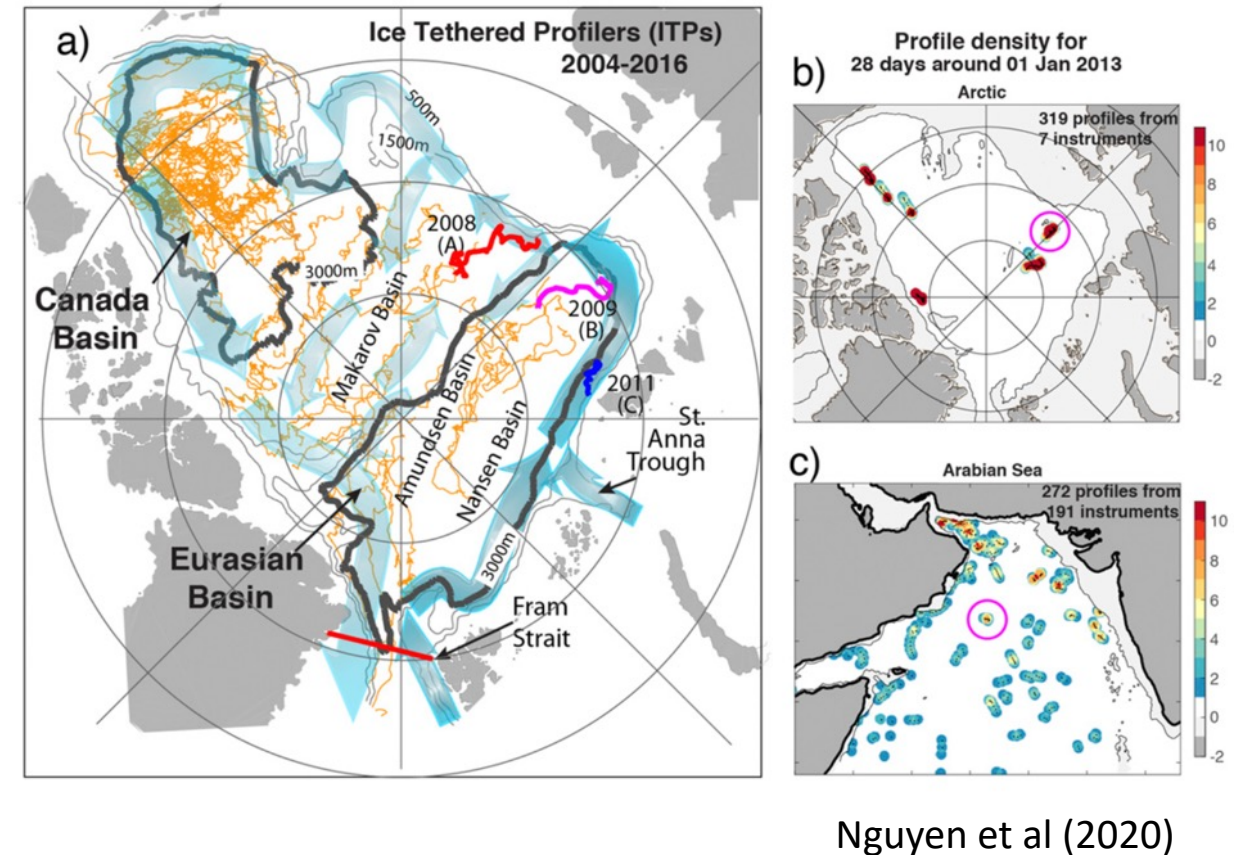 a)
Ice Tethered Profilers (ITPs)
2004-2016
500m
1500m
2008
(A)
3000m
Canada
Basin
Makarov Basin
2009
(B)
2011
(C)
St.
Anna
Trough
Amundsen Basin
Nansen Basin
Eurasian
Basin
3000m
Fram
Strait
Profile density for
28 days around 01 Jan 2013
b)
Arctic
319 profiles from
7 instruments
10
8
6
4
2
0
-2
c)
Arabian Sea
272 profiles from
191 instruments
10
8
6
4
2
0
-2
Nguyen et al (2020)